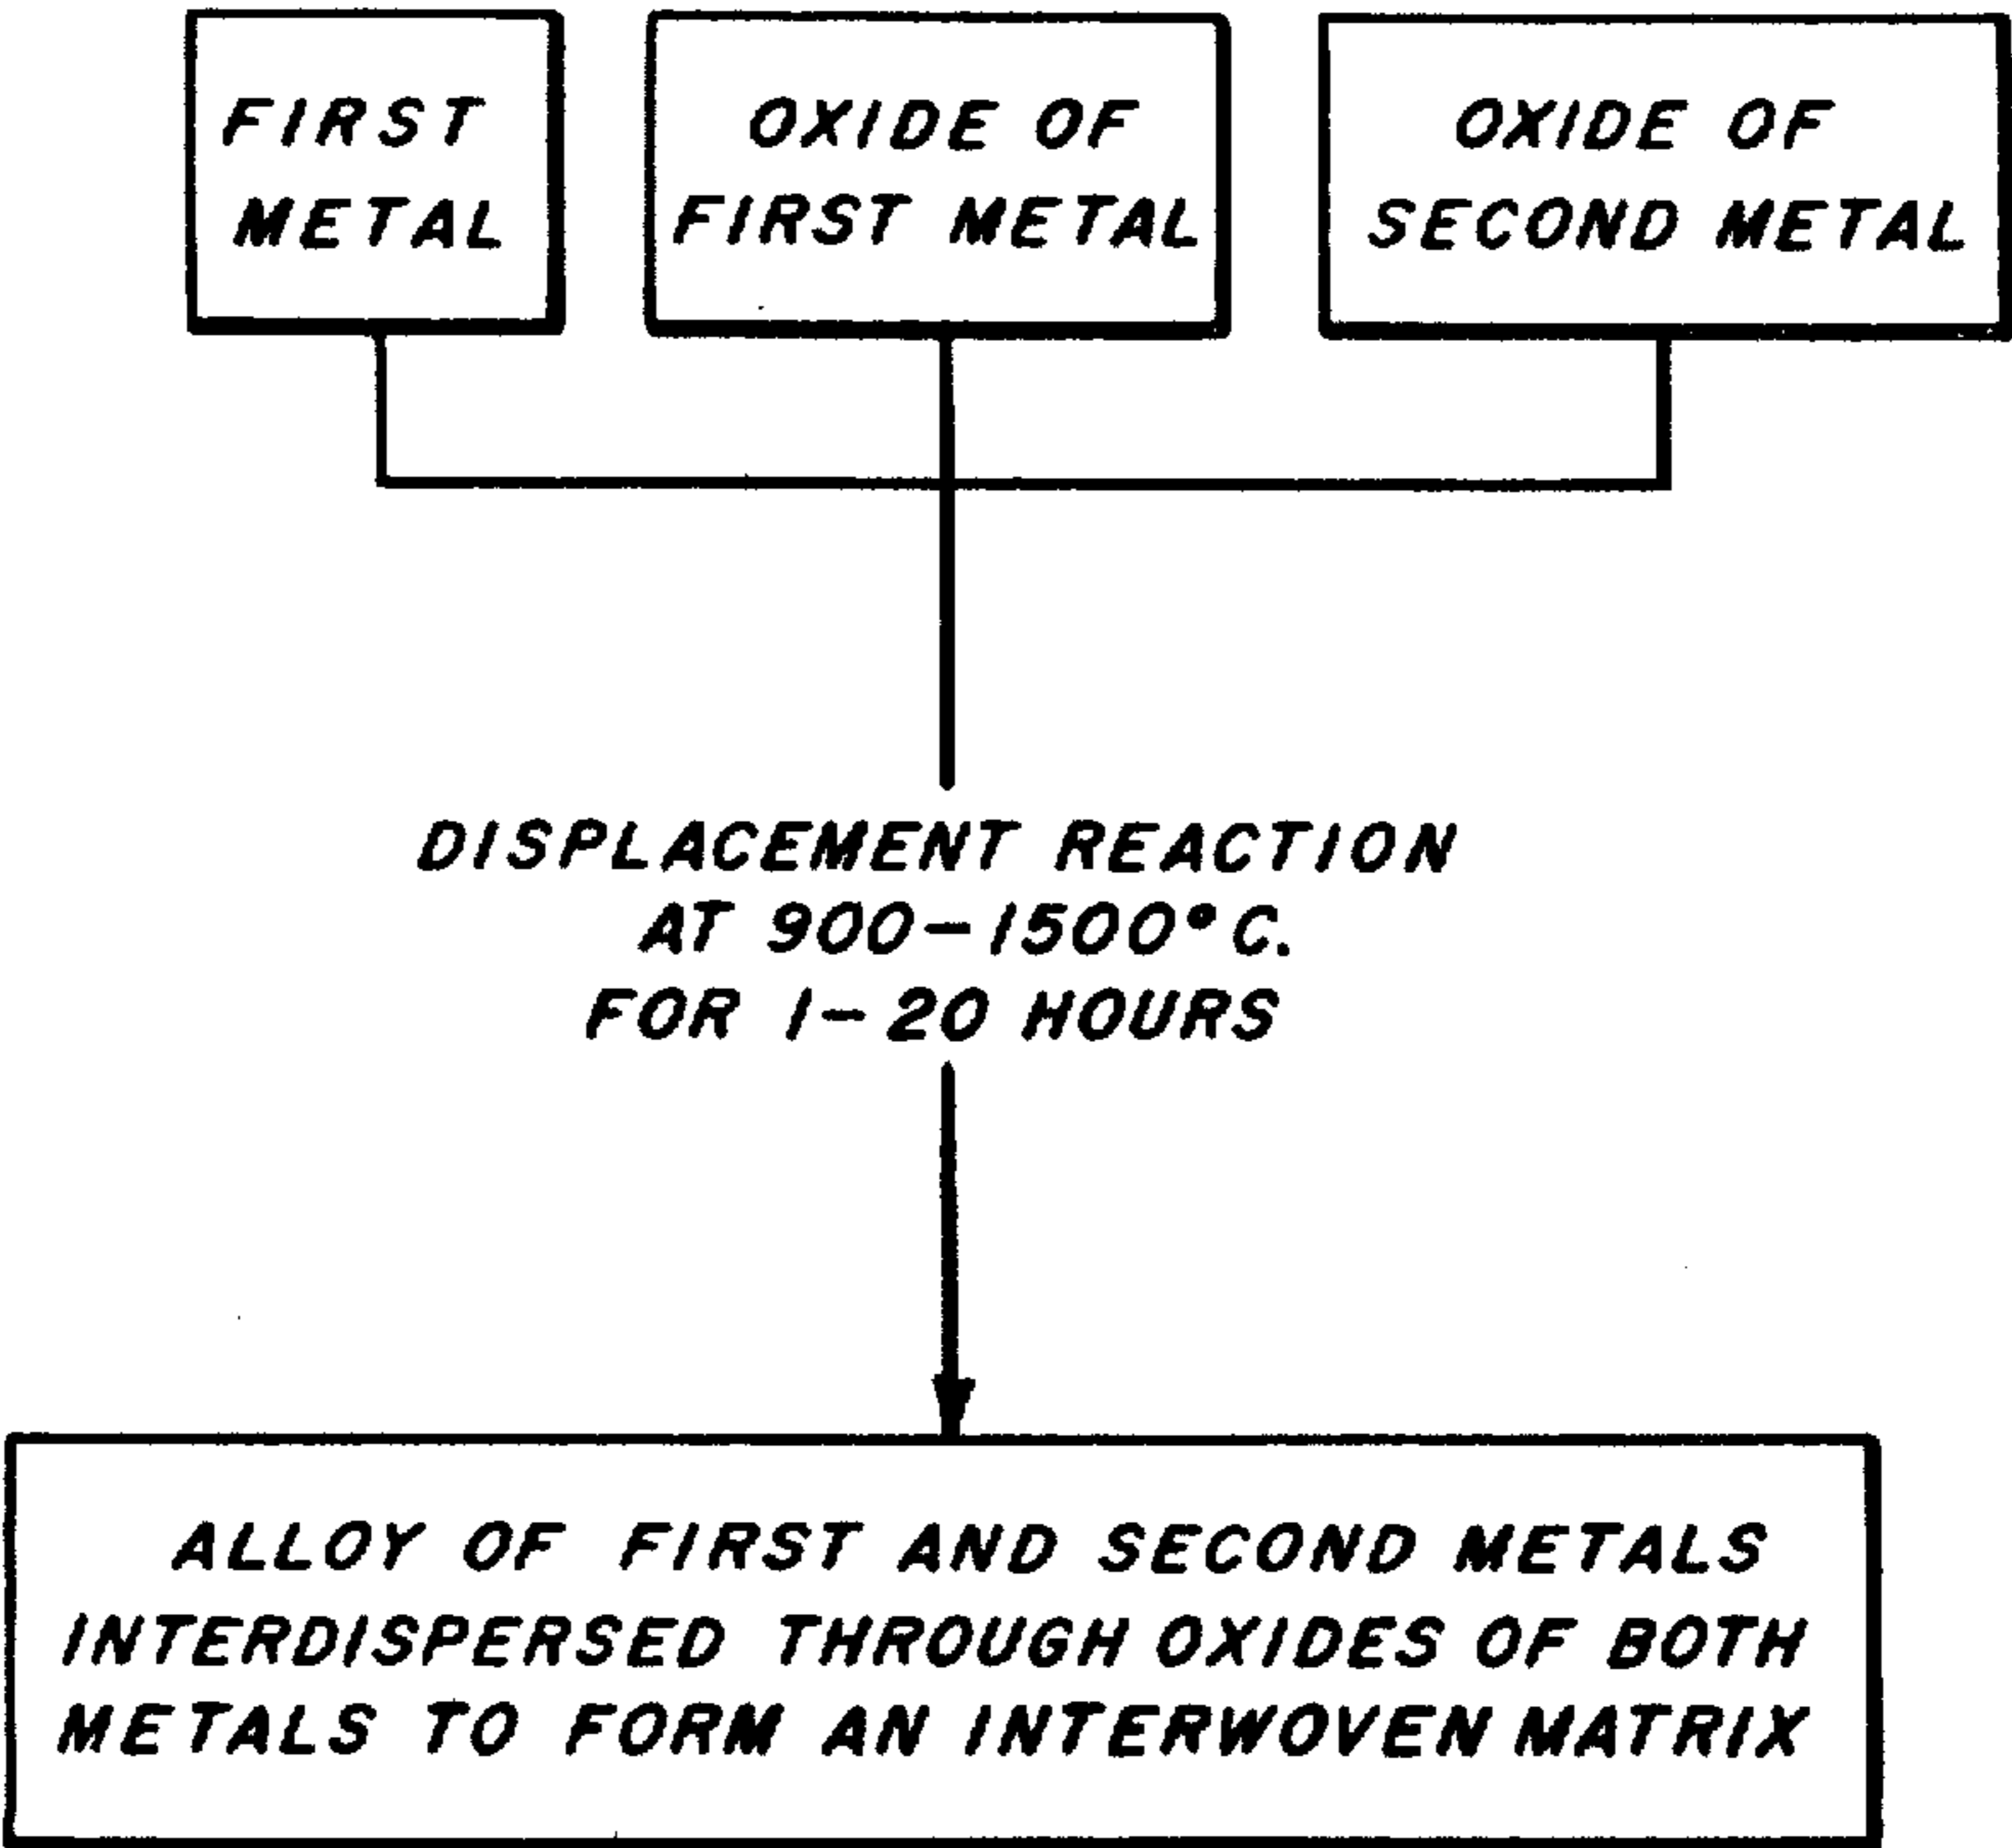 FIRST
METAL
OXIDE OF
FIRST METAL
OXIDE OF
SECOND METAL
DISPLACEMENT REACTION
AT 900-1500°C.
FOR 1-20 HOURS
ALLOY OF FIRST AND SECOND METALS
INTERDISPERSED THROUGH OXIDES OF BOTH
METALS TO FORM AN INTERWOVEN MATRIX